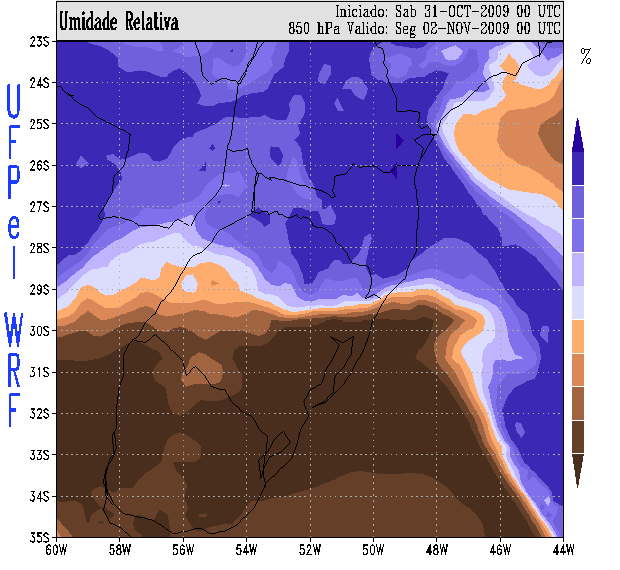 Umidade Relativa
Iniciado: Sab 31-OCT-2009 00 UTC
850 hPa Valido: Seg 02-NOV-2009 00 UTC
%
UFPel WRF
23S
24S
25S
26S
27S
28S
29S
30S
31S
32S
33S
34S
35S
60W 58W 56W 54W 52W 50W 48W 46W 44W